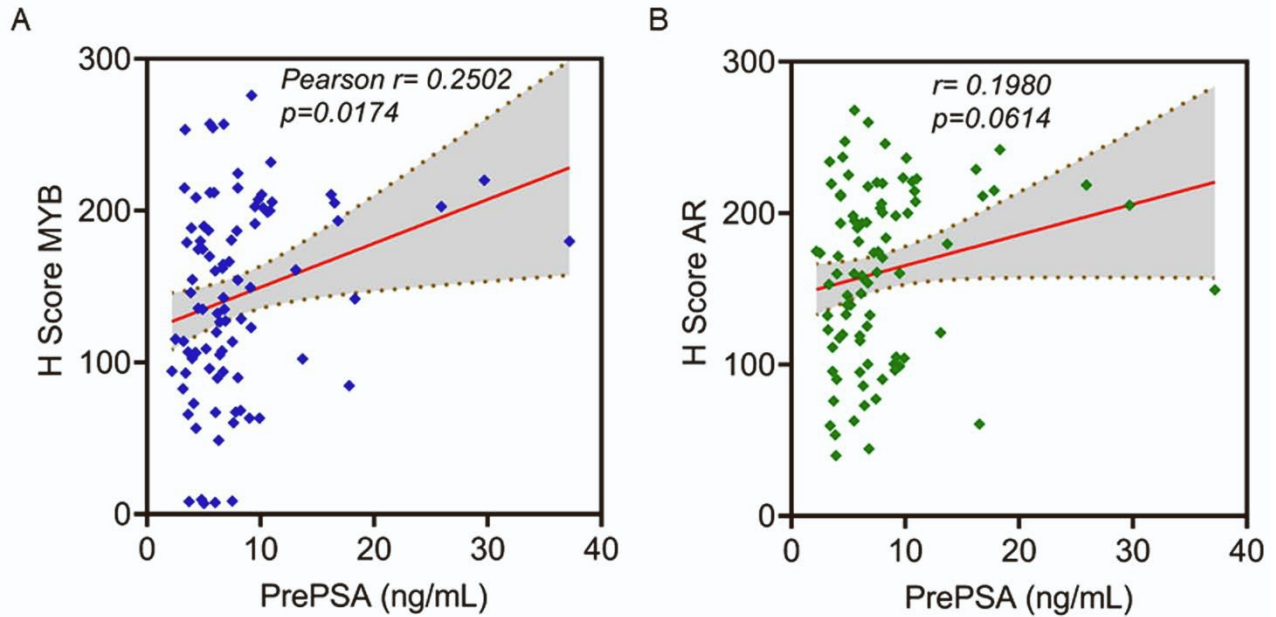 A
H Score MYB
300
200
100
0
0 10 20 30 40
PrePSA (ng/mL)
Pearson r= 0.2502
p=0.0174
B
H Score AR
300
200
100
0
0 10 20 30 40
PrePSA (ng/mL)
r= 0.1980
p=0.0614